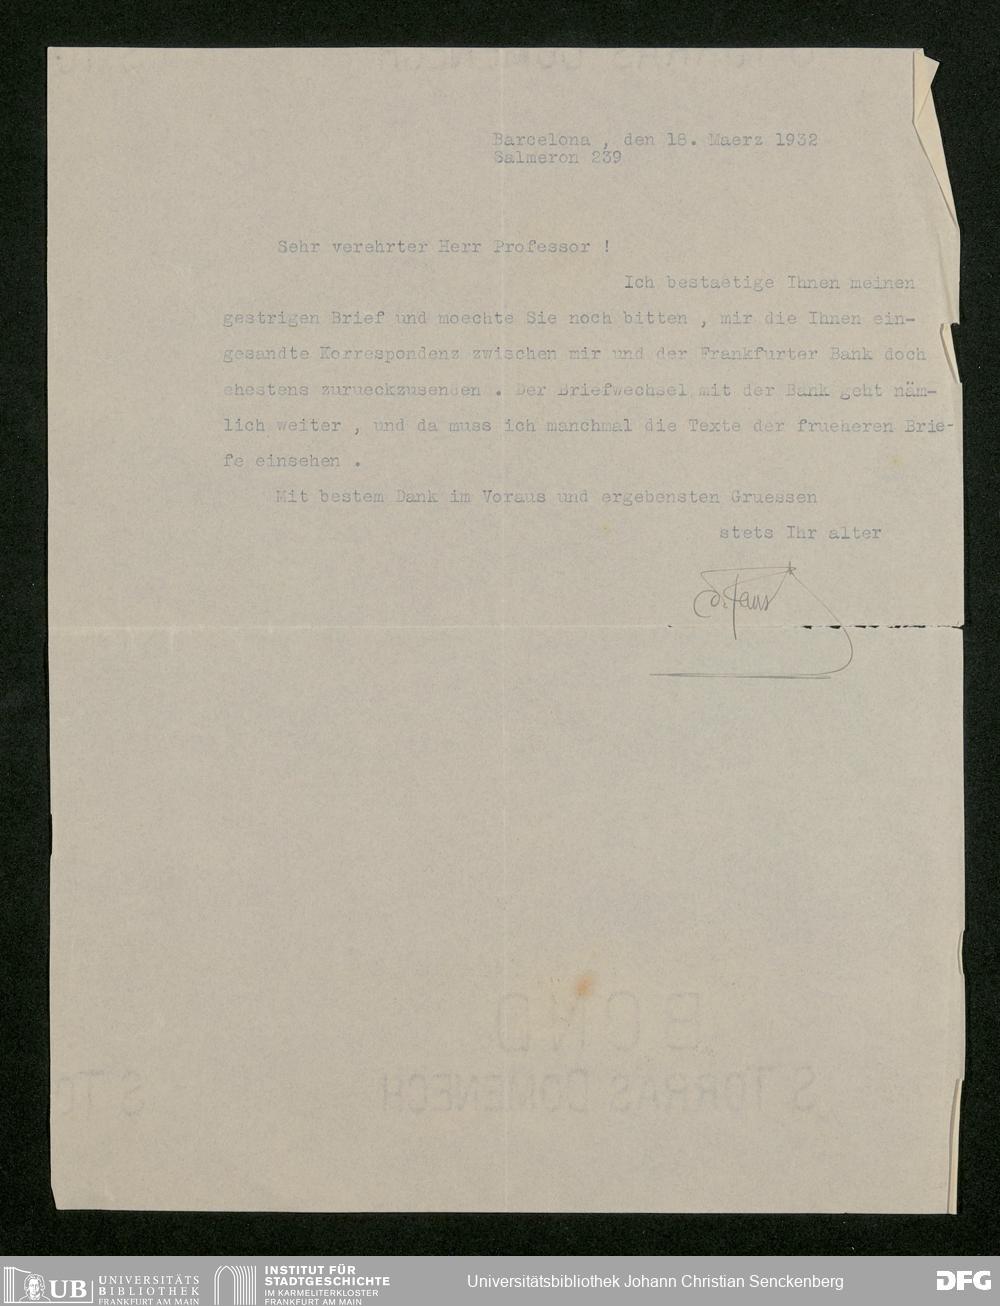 Barcelona , den 18. Maerz 1932
Salmeron 239
Sehr verehrter Herr Professor !
Ich bestaetige Ihnen meinen
gestrigen Brief und moechte Sie noch bitten , mir die Ihnen ein-
gesandte Korrespondenz zwischen mir und der Frankfurter Bank doch
ehestens zurueckzusenden . Der Briefwechsel mit der Bank geht näm-
lich weiter , und da muss ich manchmal die Texte der frueheren Brie-
fe einsehen .
Mit bestem Dank im Voraus und ergebensten Gruessen
stets Ihr alter
BOND
S TORRAS DOMENECH
UB UNIVERSITÄTS
BIBLIOTHEK
FRANKFURT AM MAIN
INSTITUT FÜR
STADTGESCHICHTE
IM KARMELITERKLOSTER
FRANKFURT AM MAIN
Universitätsbibliothek Johann Christian Senckenberg
DFG